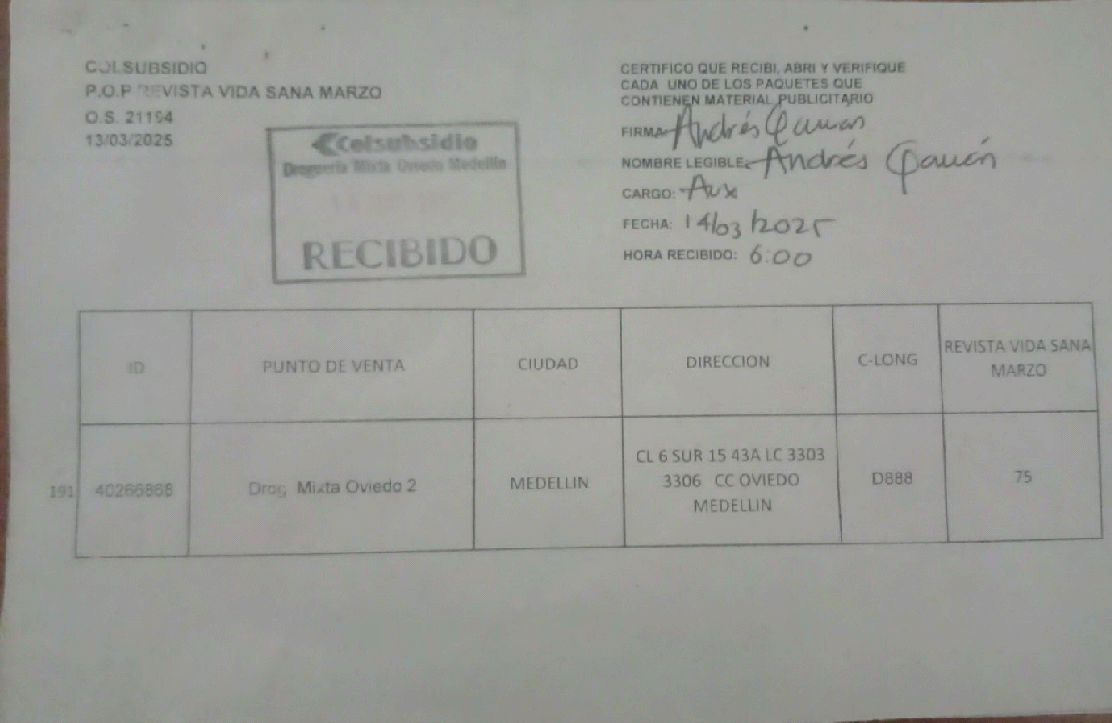 COLSUBSIDIO
P.O.P REVISTA VIDA SANA MARZO
O.S. 21194
13/03/2025
Colsubsidio
Droguería Mixta Oviedo Medellín
RECIBIDO
CERTIFICO QUE RECIBI, ABRI Y VERIFIQUE
CADA UNO DE LOS PAQUETES QUE
CONTIENEN MATERIAL PUBLICITARIO
FIRMA: Andrés
NOMBRE LEGIBLE: Andrés
CARGO: Aux
FECHA: 14/03/2025
HORA RECIBIDO: 6:00
ID PUNTO DE VENTA CIUDAD DIRECCION C-LONG REVISTA VIDA SANA
MARZO
191 40266868 Drog Mixta Oviedo 2 MEDELLIN CL 6 SUR 15 43A LC 3303
3306 CC OVIEDO
MEDELLIN
D888 75